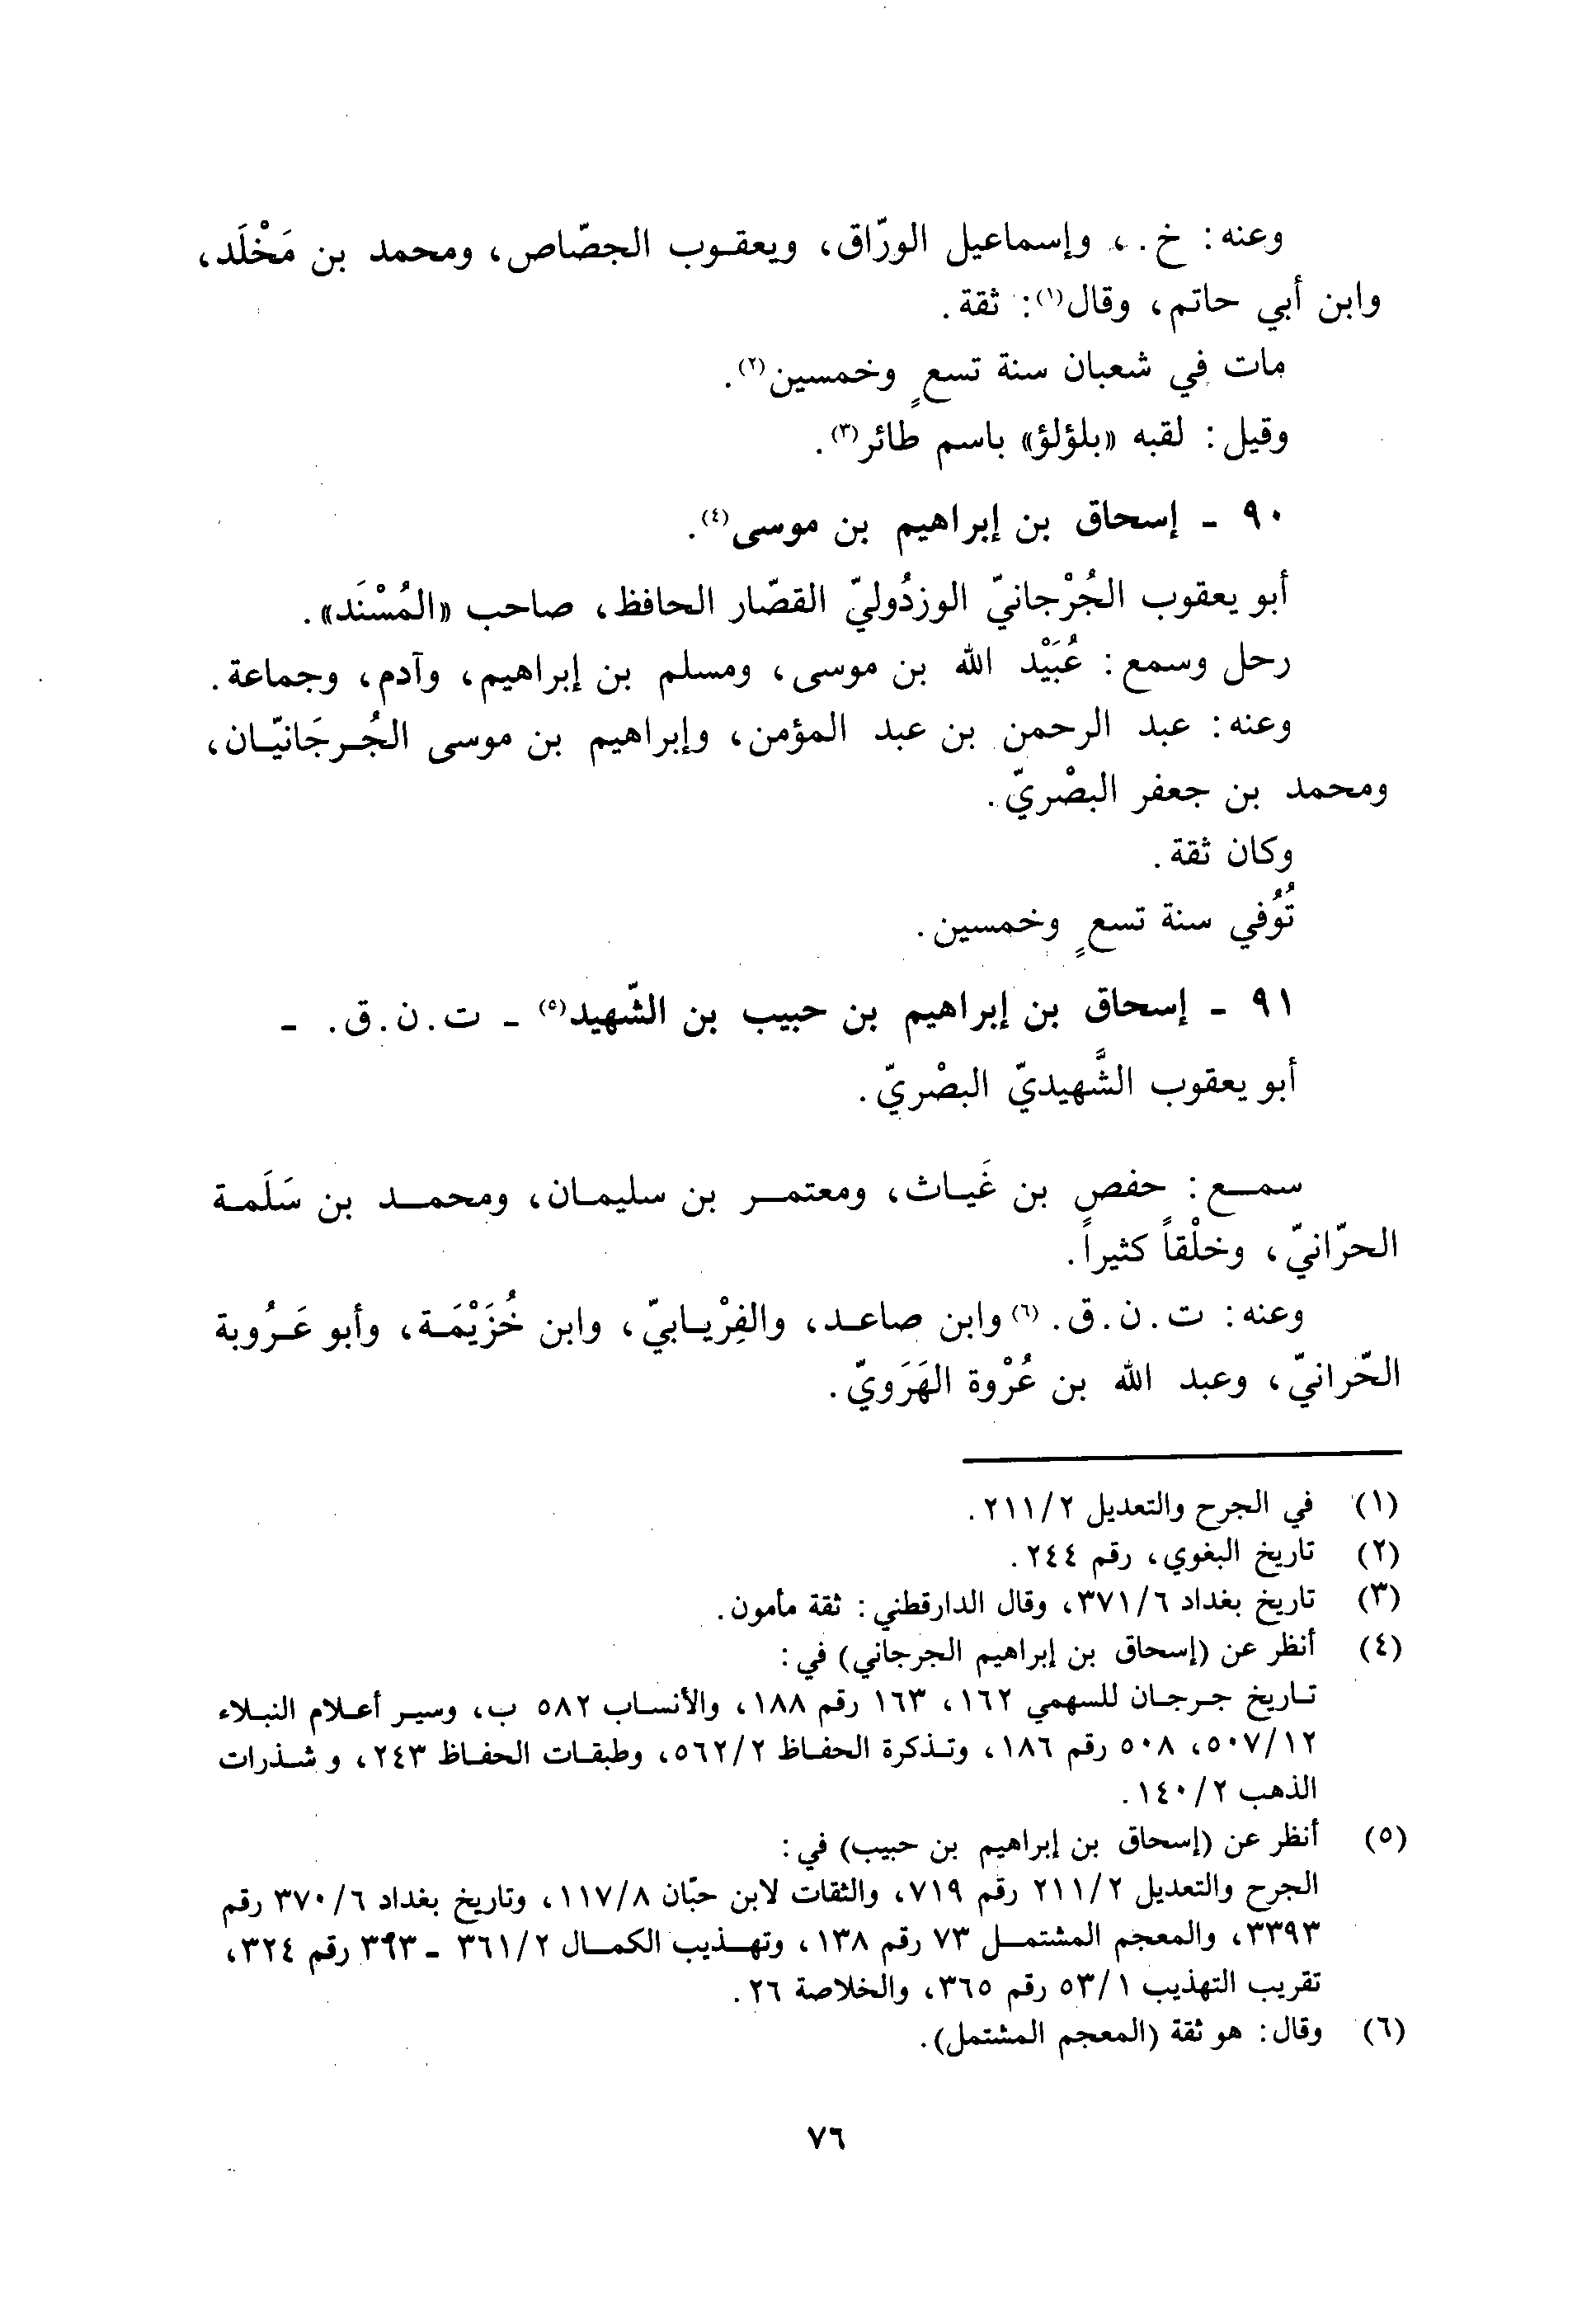 وعنه: خ.، وإسماعيل الورّاق، ويعقوب الجصّاص، ومحمد بن مَخْلَد،
وابن أبي حاتم، وقال(١): ثقة.
مات في شعبان سنة تسعٍ وخمسين(٢).
وقيل: لقبه «بلؤلؤ» باسم طائر(٣).
٩٠ - إسحاق بن إبراهيم بن موسى(٤).
أبو يعقوب الجُرْجانيّ الوزدُوليّ القصّار الحافظ، صاحب «المُسْنَد».
رحل وسمع: عُبَيْد الله بن موسى، ومسلم بن إبراهيم، وآدم، وجماعة.
وعنه: عبد الرحمن بن عبد المؤمن، وإبراهيم بن موسى الجُرجَانيّان،
ومحمد بن جعفر البصْريّ.
وكان ثقة.
تُوُفي سنة تسعٍ وخمسين.
٩١ - إسحاق بن إبراهيم بن حبيب بن الشّهيد(٥) - ت. ن. ق. -
أبو يعقوب الشَّهيديّ البصْريّ.
سمع: حفص بن غَياث، ومعتمر بن سليمان، ومحمد بن سَلَمة
الحرّانيّ، وخلْقاً كثيراً.
وعنه: ت. ن. ق. (٦) وابن صاعد، والفِرْيابيّ، وابن خُزَيْمَة، وأبو عَرُوبة
الحّرانيّ، وعبد الله بن عُرْوة الهَرَويّ.
(١) في الجرح والتعديل ٢١١/٢.
(٢) تاريخ البغوي، رقم ٢٤٤.
(٣) تاريخ بغداد ٣٧١/٦، وقال الدارقطني: ثقة مأمون.
(٤) أنظر عن (إسحاق بن إبراهيم الجرجاني) في:
تاريخ جرجان للسهمي ١٦٢، ١٦٣ رقم ١٨٨، والأنساب ٥٨٢ ب، وسير أعلام النبلاء
٥٠٧/١٢، ٥٠٨ رقم ١٨٦، وتذكرة الحفاظ ٥٦٢/٢، وطبقات الحفاظ ٢٤٣، وشذرات
الذهب ١٤٠/٢.
(٥) أنظر عن (إسحاق بن إبراهيم بن حبيب) في:
الجرح والتعديل ٢١١/٢ رقم ٧١٩، والثقات لابن حبّان ١١٧/٨، وتاريخ بغداد ٣٧٠/٦ رقم
٣٣٩٣، والمعجم المشتمل ٧٣ رقم ١٣٨، وتهذيب الكمال ٣٦١/٢ - ٣٩٣ رقم ٣٢٤،
تقريب التهذيب ٥٣/١ رقم ٣٦٥، والخلاصة ٢٦.
(٦) وقال: هو ثقة (المعجم المشتمل).
٧٦